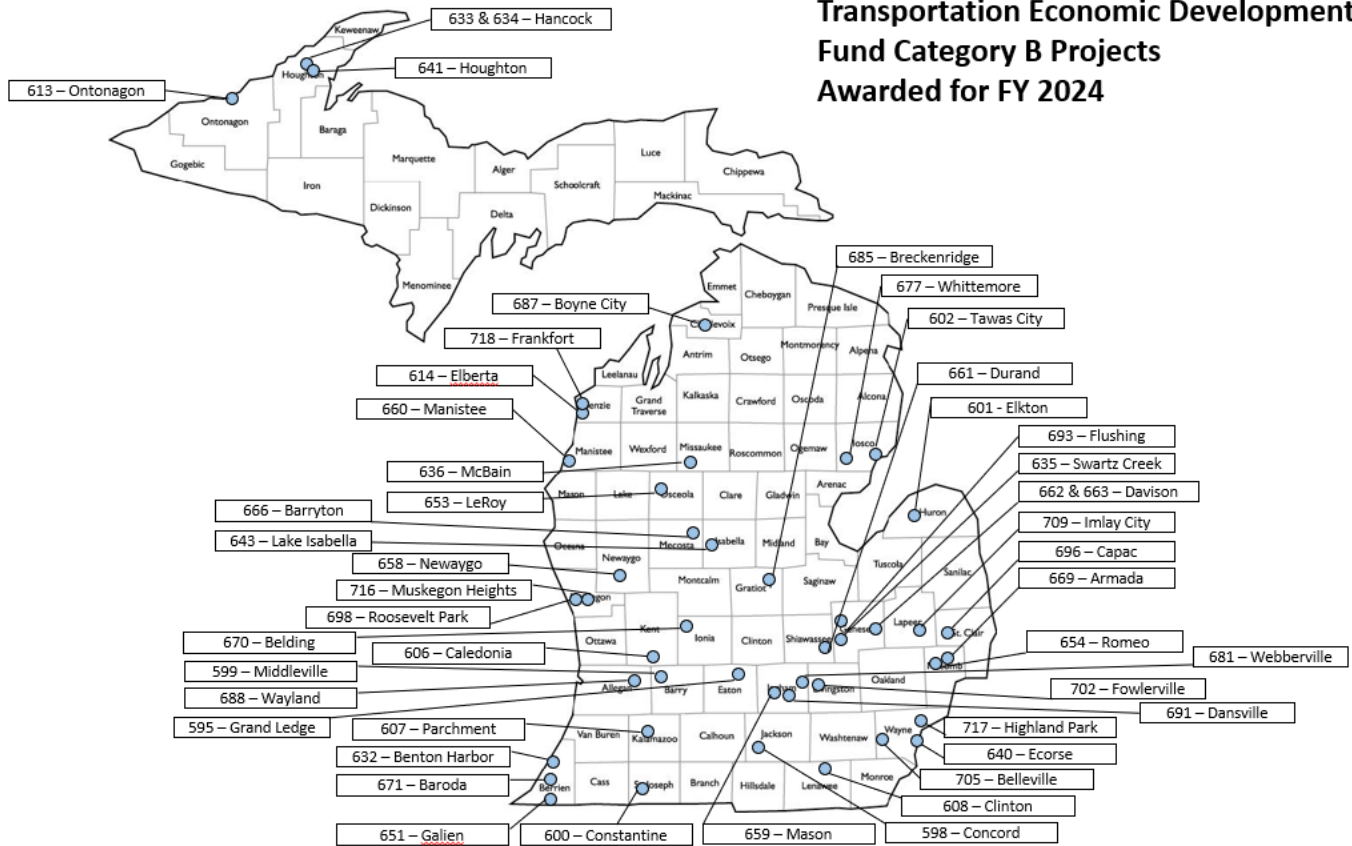 Transportation Economic Development
Fund Category B Projects
Awarded for FY 2024
633 & 634 – Hancock
641 – Houghton
613 – Ontonagon
Keweenaw
Houghton
Ontonagon
Baraga
Gogebic
Marquette
Iron
Alger
Luce
Chippewa
Schoolcraft
Mackinac
Dickinson
Delta
Menominee
685 – Breckenridge
677 – Whittemore
687 – Boyne City
602 – Tawas City
718 – Frankfort
614 – Elberta
660 – Manistee
661 – Durand
601 - Elkton
693 – Flushing
635 – Swartz Creek
636 – McBain
662 & 663 – Davison
653 – LeRoy
666 – Barryton
709 – Imlay City
643 – Lake Isabella
696 – Capac
658 – Newaygo
669 – Armada
716 – Muskegon Heights
698 – Roosevelt Park
670 – Belding
654 – Romeo
606 – Caledonia
681 – Webberville
599 – Middleville
688 – Wayland
702 – Fowlerville
691 – Dansville
595 – Grand Ledge
607 – Parchment
717 – Highland Park
632 – Benton Harbor
640 – Ecorse
671 – Baroda
705 – Belleville
608 – Clinton
651 – Galien
600 – Constantine
659 – Mason
598 – Concord
Emmet
Cheboygan
Presque Isle
Antrim
Otsego
Montmorency
Alpena
Leelanau
Grand
Traverse
Kalkaska
Crawford
Oscoda
Alcona
Manistee
Wexford
Missaukee
Roscommon
Ogemaw
Iosco
Mason
Lake
Osceola
Clare
Gladwin
Arenac
Huron
Oceana
Newaygo
Mecosta
Isabella
Midland
Bay
Tuscola
Sanilac
Montcalm
Gratiot
Saginaw
Ottawa
Kent
Ionia
Clinton
Shiawassee
Genesee
Lapeer
St. Clair
Allegan
Barry
Eaton
Ingham
Livingston
Oakland
Van Buren
Kalamazoo
Calhoun
Jackson
Washtenaw
Wayne
Berrien
Cass
St Joseph
Branch
Hillsdale
Lenawee
Monroe